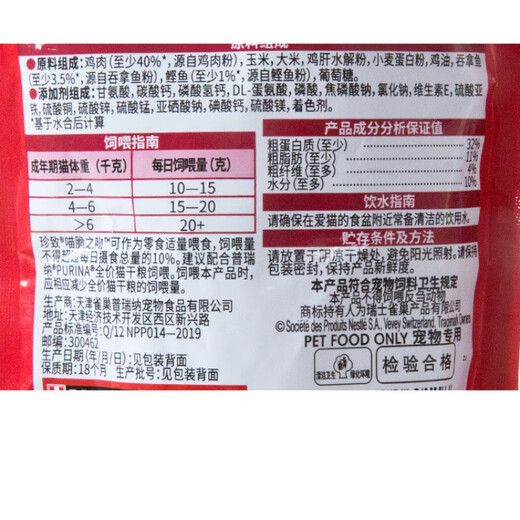 原料组成
●原料组成:鸡肉(至少40%*,源自鸡肉粉),玉米,大米,鸡肝水解粉,小麦蛋白粉,鸡油,吞拿鱼
(至少3.5%*,源自吞拿鱼粉),鲣鱼(至少1%*,源自鲣鱼粉),葡萄糖。
●添加剂组成:甘氨酸,碳酸钙,磷酸氢钙,DL-蛋氨酸,磷酸,焦磷酸钠,氯化钠,维生素E,硫酸亚
铁,硫酸铜,硫酸锌,硫酸锰,亚硒酸钠,碘酸钙,硫酸镁,着色剂。
*基于水合后计算
饲喂指南
成年期猫体重(千克) 每日饲喂量(克)
2–4 10–15
4–6 15–20
>6 20+
珍致®喵脆之吻™可作为零食适量喂食,饲喂量
不得超过每日摄食总量的10%。建议配合普瑞
纳®PURINA®全价猫干粮饲喂。饲喂本产品时,
应相应减少全价猫干粮的饲喂量。
生产商:天津雀巢普瑞纳宠物食品有限公司
地址:天津经济技术开发区西区新兴路
产品标准编号:Q/12 NPP014–2019
邮编:300462
生产日期(年/月/日):见包装背面
保质期:18个月 生产批号:见包装背面
产品成分分析保证值
粗蛋白质(至少) 32%
粗脂肪(至少) 11%
粗纤维(至多) 4%
水分(至多) 10%
饮水指南
请确保在爱猫的食盆附近常备清洁的饮用水。
贮存条件及方法
请放置于阴凉干燥处,避免阳光照射。请保持
包装密封,保持产品新鲜度。
本产品符合宠物饲料卫生规定
本产品不得饲喂反刍动物
商标持有人为瑞士雀巢产品有限公司
© Société des Produits Nestlé S.A., Vevey Switzerland, Trademark Owners
PET FOOD ONLY 宠物专用
清洁卫生 绿化环境
检验合格